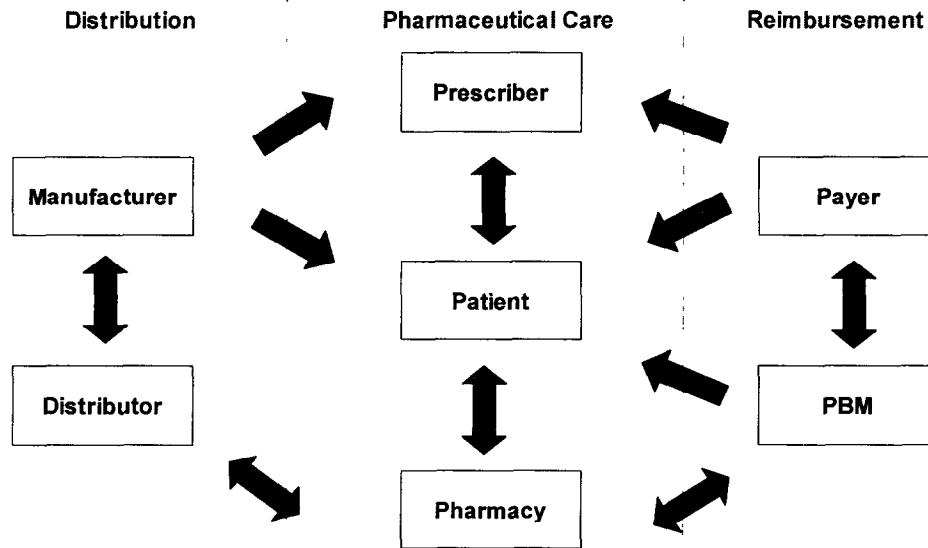 Distribution
Pharmaceutical Care
Reimbursement
Prescriber
Manufacturer
Payer
Patient
Distributor
PBM
Pharmacy